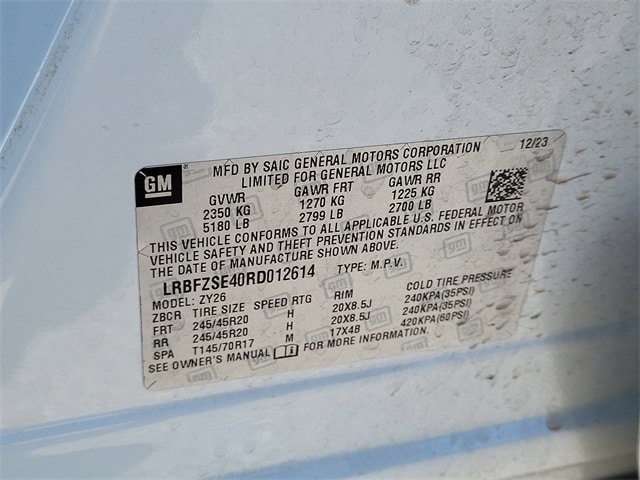 GM
MFD BY SAIC GENERAL MOTORS CORPORATION
LIMITED FOR GENERAL MOTORS LLC
12/23
GVWR GAWR FRT GAWR RR
2350 KG 1270 KG 1225 KG
5180 LB 2799 LB 2700 LB
THIS VEHICLE CONFORMS TO ALL APPLICABLE U.S. FEDERAL MOTOR
VEHICLE SAFETY AND THEFT PREVENTION STANDARDS IN EFFECT ON
THE DATE OF MANUFACTURE SHOWN ABOVE.
LRBFZSE40RD012614 TYPE: M.P.V.
MODEL: ZY26
ZBCR TIRE SIZE SPEED RTG RIM COLD TIRE PRESSURE
FRT 245/45R20 H 20X8.5J 240KPA(35PSI)
RR 245/45R20 H 20X8.5J 240KPA(35PSI)
SPA T145/70R17 M 17X4B 420KPA(60PSI)
SEE OWNER'S MANUAL FOR MORE INFORMATION.